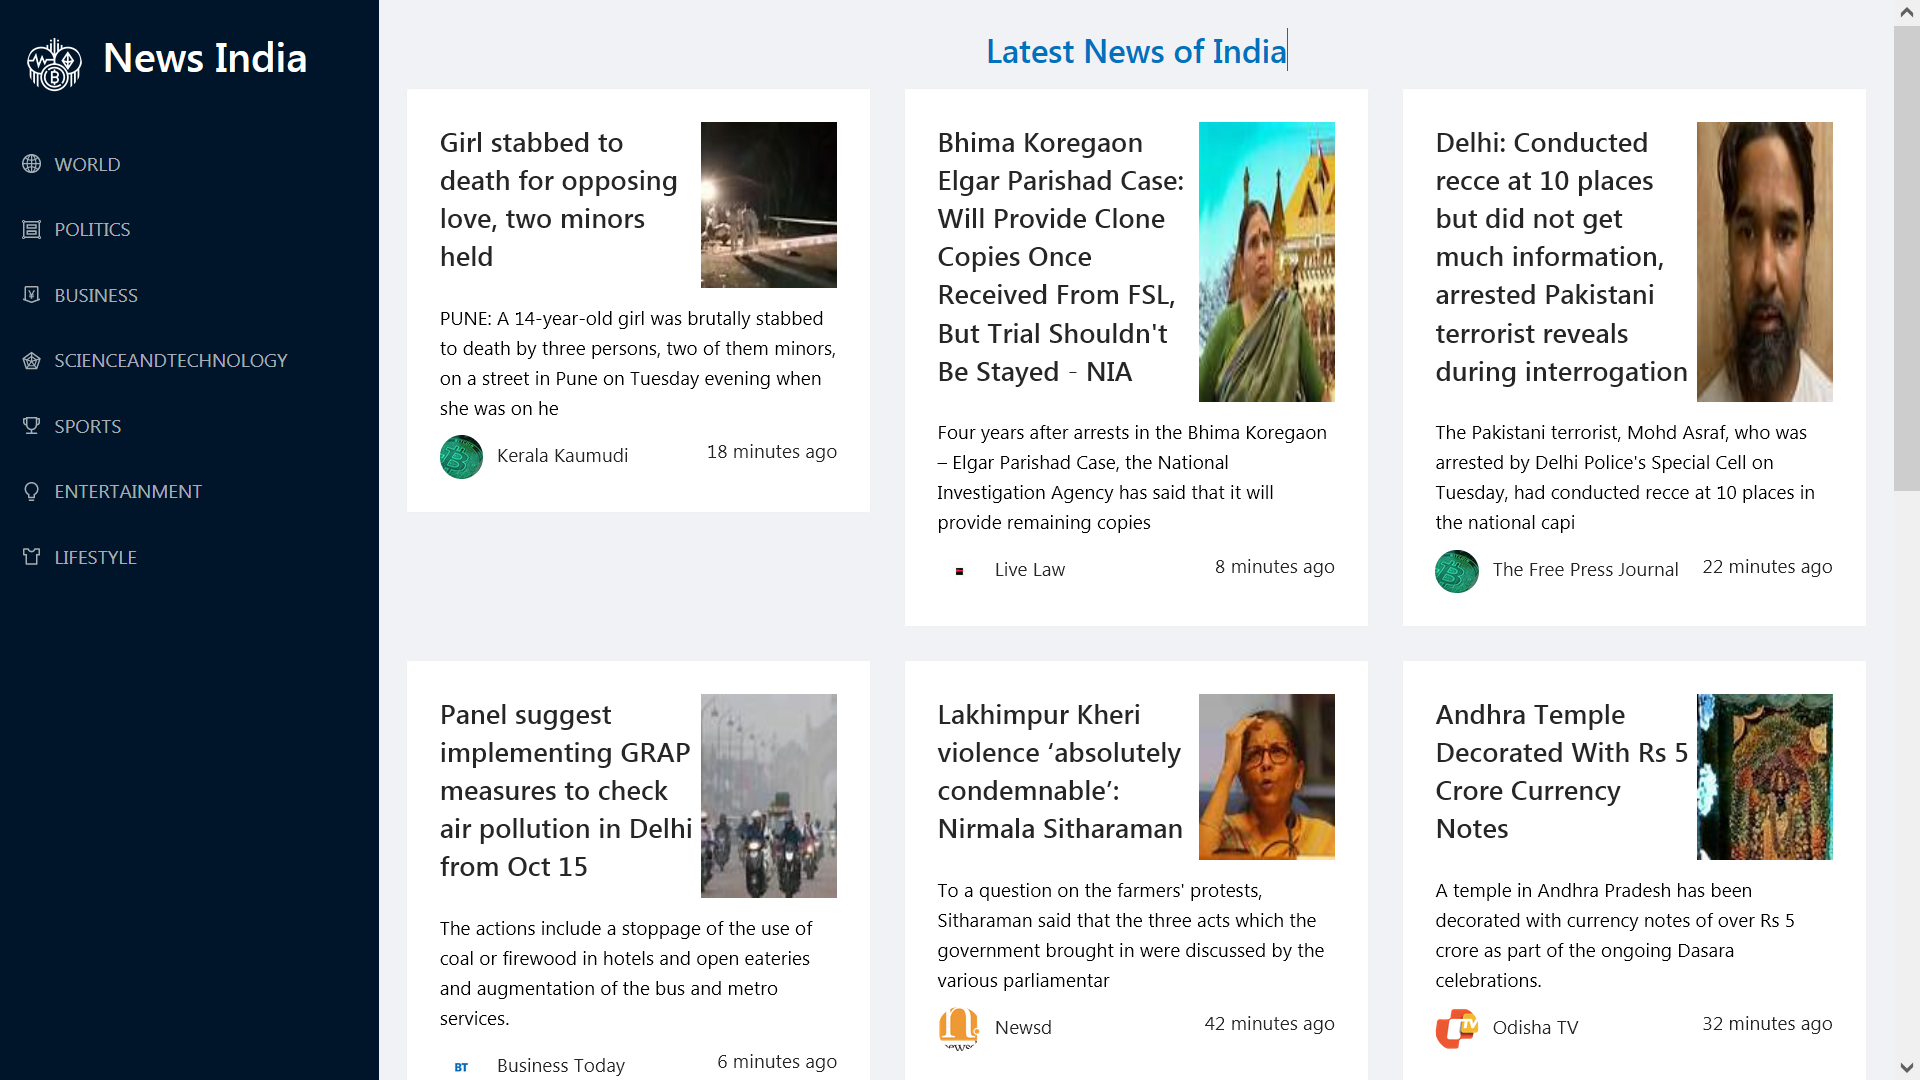 News India
WORLD
POLITICS
BUSINESS
SCIENCEANDTECHNOLOGY
SPORTS
ENTERTAINMENT
LIFESTYLE
Latest News of India
Girl stabbed to
death for opposing
love, two minors
held
PUNE: A 14-year-old girl was brutally stabbed
to death by three persons, two of them minors,
on a street in Pune on Tuesday evening when
she was on he
Kerala Kaumudi
18 minutes ago
Bhima Koregaon
Elgar Parishad Case:
Will Provide Clone
Copies Once
Received From FSL,
But Trial Shouldn't
Be Stayed - NIA
Four years after arrests in the Bhima Koregaon
– Elgar Parishad Case, the National
Investigation Agency has said that it will
provide remaining copies
Live Law
8 minutes ago
Delhi: Conducted
recce at 10 places
but did not get
much information,
arrested Pakistani
terrorist reveals
during interrogation
The Pakistani terrorist, Mohd Asraf, who was
arrested by Delhi Police's Special Cell on
Tuesday, had conducted recce at 10 places in
the national capi
The Free Press Journal
22 minutes ago
Panel suggest
implementing GRAP
measures to check
air pollution in Delhi
from Oct 15
The actions include a stoppage of the use of
coal or firewood in hotels and open eateries
and augmentation of the bus and metro
services.
BT
Business Today
6 minutes ago
Lakhimpur Kheri
violence ‘absolutely
condemnable’:
Nirmala Sitharaman
To a question on the farmers' protests,
Sitharaman said that the three acts which the
government brought in were discussed by the
various parliamentar
Newsd
42 minutes ago
Andhra Temple
Decorated With Rs 5
Crore Currency
Notes
A temple in Andhra Pradesh has been
decorated with currency notes of over Rs 5
crore as part of the ongoing Dasara
celebrations.
TV
Odisha TV
32 minutes ago